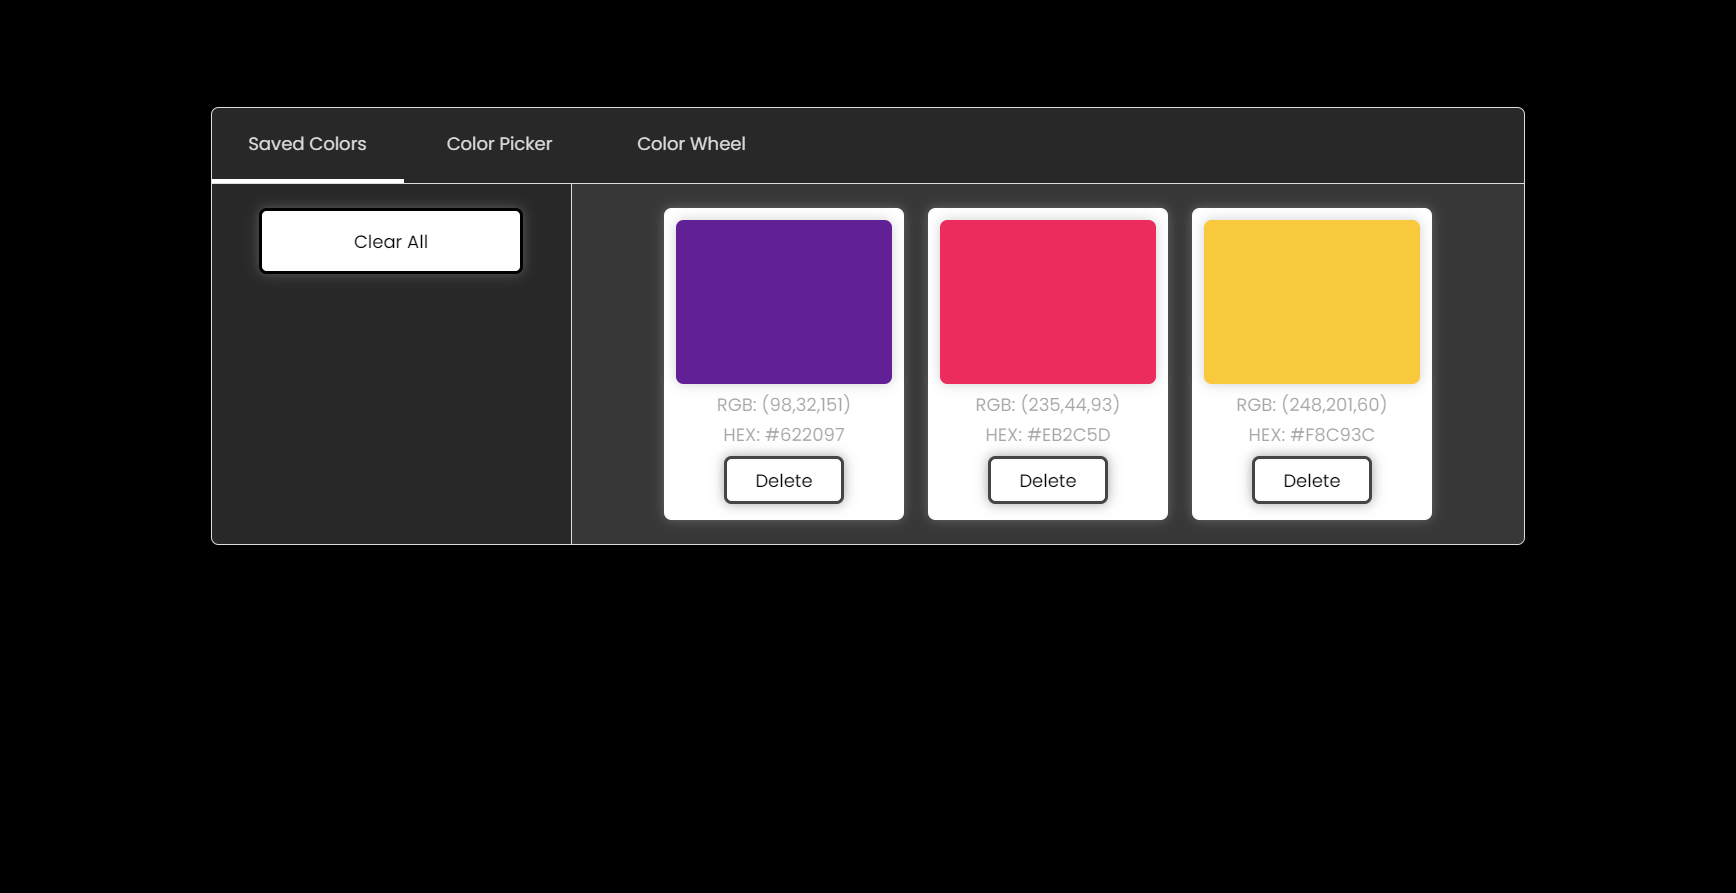 Saved Colors
Color Picker
Color Wheel
Clear All
RGB: (98,32,151)
HEX: #622097
Delete
RGB: (235,44,93)
HEX: #EB2C5D
Delete
RGB: (248,201,60)
HEX: #F8C93C
Delete